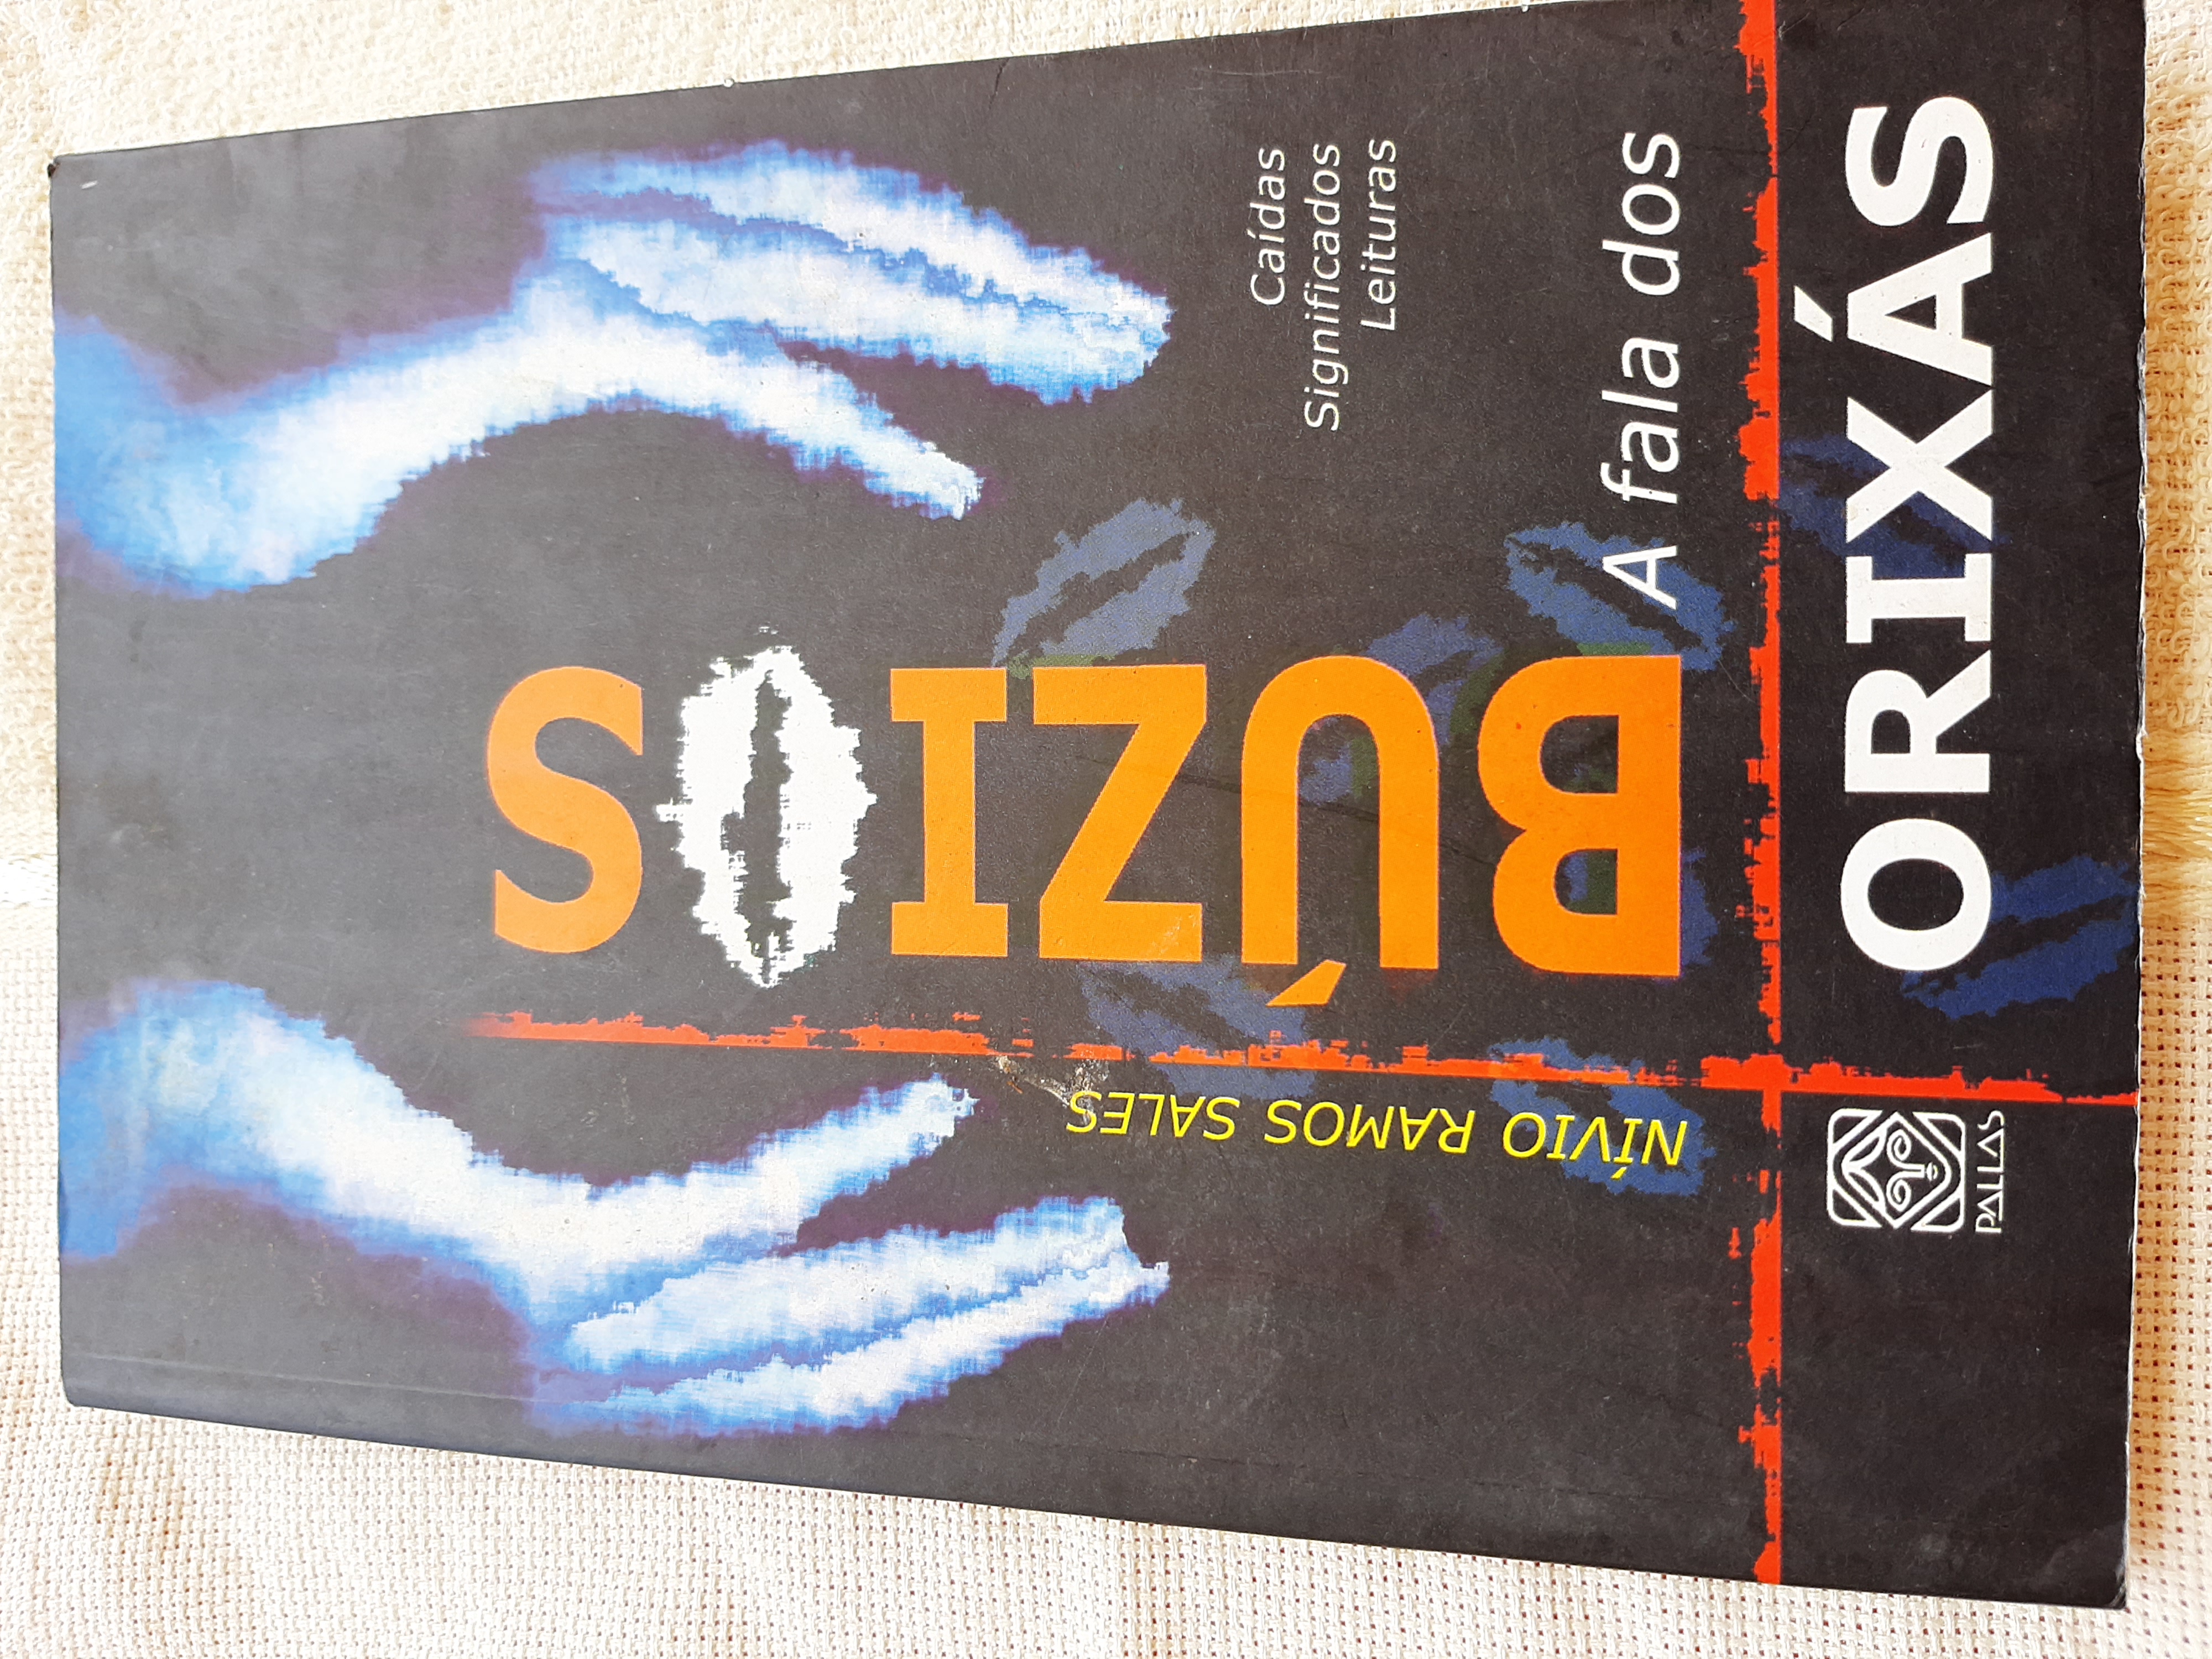 BÚZIOS
NÍVIO RAMOS SALES
Caídas
Significados
Leituras
A fala dos
ORIXÁS
PALLAS